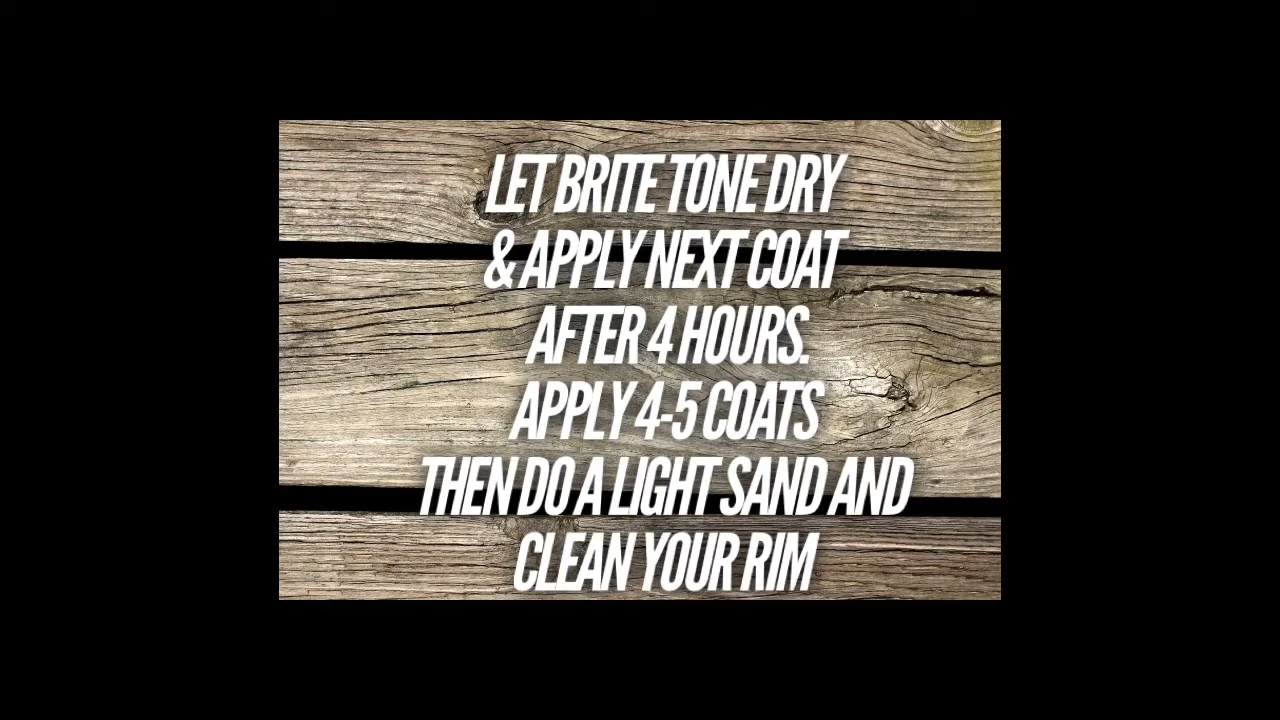 LET BRITE TONE DRY
& APPLY NEXT COAT
AFTER 4 HOURS.
APPLY 4-5 COATS
THEN DO A LIGHT SAND AND
CLEAN YOUR RIM